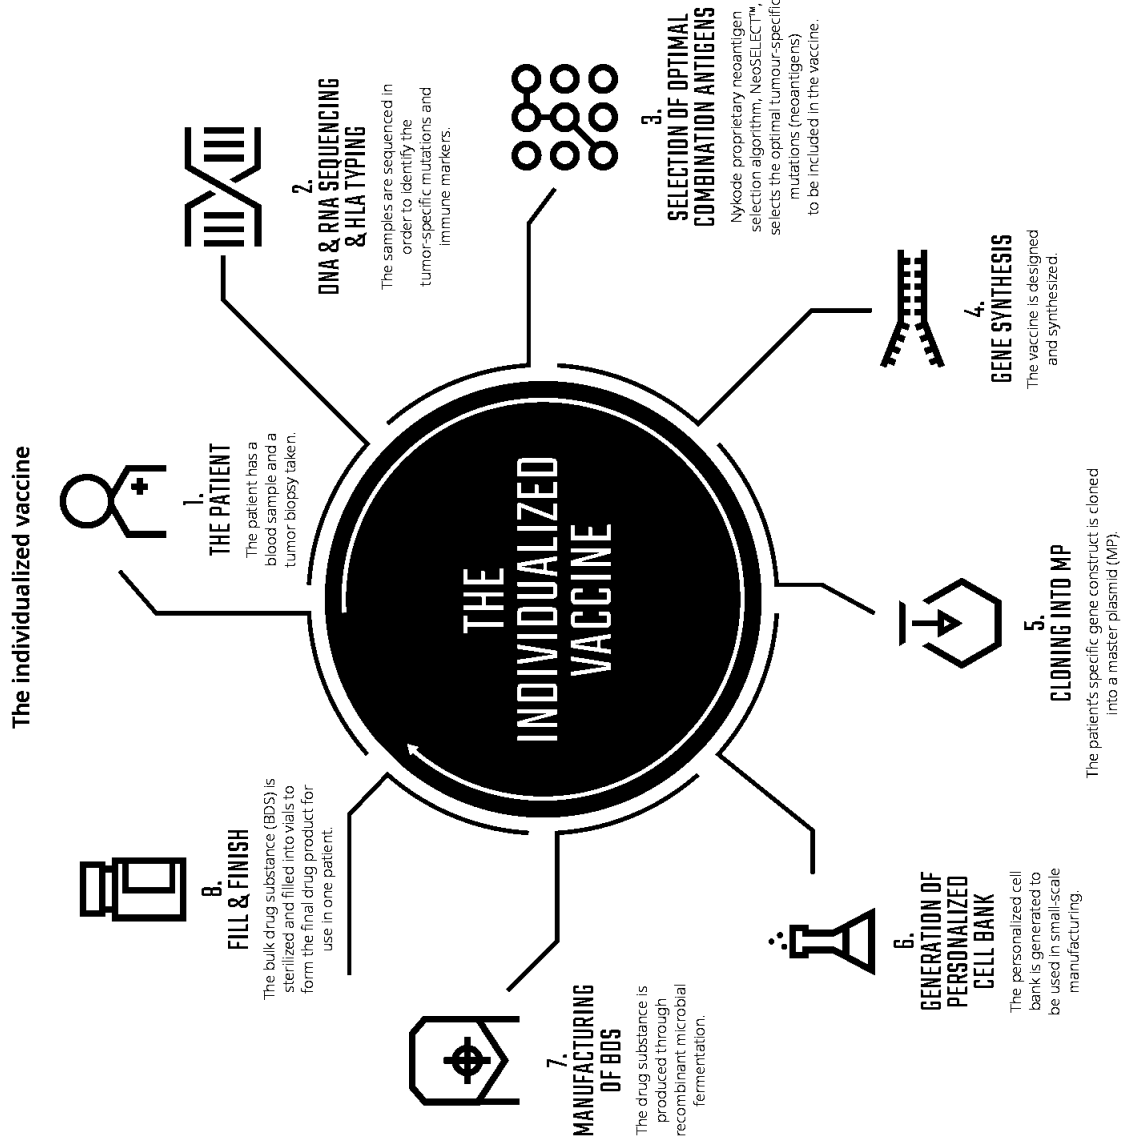 The individualized vaccine
1.
THE PATIENT
The patient has a
blood sample and a
tumor biopsy taken.
2.
DNA & RNA SEQUENCING
& HLA TYPING
The samples are sequenced in
order to identify the
tumor-specific mutations and
immune markers.
3.
SELECTION OF OPTIMAL
COMBINATION ANTIGENS
Nykode proprietary neoantigen
selection algorithm, NeoSELECT™,
selects the optimal tumour-specific
mutations (neoantigens)
to be included in the vaccine.
4.
GENE SYNTHESIS
The vaccine is designed
and synthesized.
5.
CLONING INTO MP
The patient's specific gene construct is cloned
into a master plasmid (MP).
6.
GENERATION OF
PERSONALIZED
CELL BANK
The personalized cell
bank is generated to
be used in small-scale
manufacturing.
7.
MANUFACTURING
OF BDS
The drug substance is
produced through
recombinant microbial
fermentation.
8.
FILL & FINISH
The bulk drug substance (BDS) is
sterilized and filled into vials to
form the final drug product for
use in one patient.
THE
INDIVIDUALIZED
VACCINE